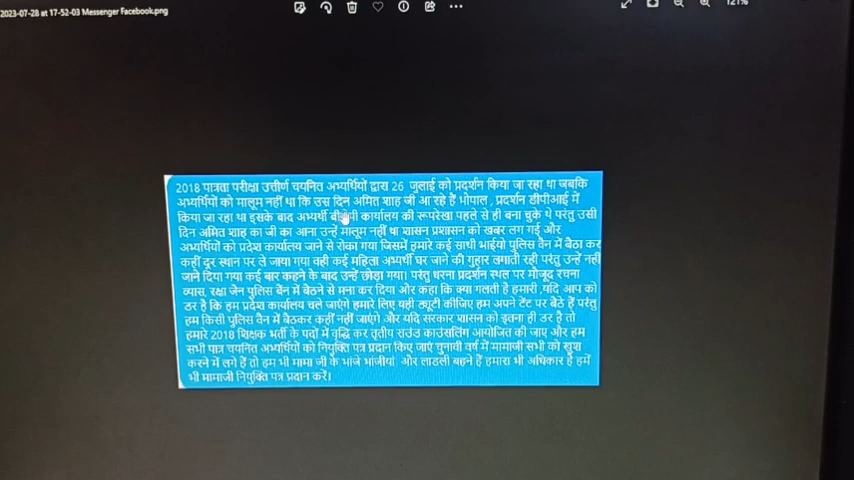 2023-07-28 at 17-52-03 Messenger Facebook.png
121%
2018 पात्रता परीक्षा उत्तीर्ण चयनित अभ्यर्थियों द्वारा 26 जुलाई को प्रदर्शन किया जा रहा था जबकि
अभ्यर्थियों को मालूम नहीं था कि उस दिन अमित शाह जी आ रहे हैं भोपाल , प्रदर्शन डीपीआई में
किया जा रहा था इसके बाद अभ्यर्थी बीजेपी कार्यालय की रूपरेखा पहले से ही बना चुके थे परंतु उसी
दिन अमित शाह का जी का आना उन्हें मालूम नहीं था शासन प्रशासन को खबर लग गई और
अभ्यर्थियों को प्रदेश कार्यालय जाने से रोका गया जिसमें हमारे कई साथी भाईयो पुलिस वैन में बैठा कर
कहीं दूर स्थान पर ले जाया गया वही कई महिला अभ्यर्थी घर जाने की गुहार लगाती रही परंतु उन्हें नहीं
जाने दिया गया कई बार कहने के बाद उन्हें छोड़ा गया। परंतु धरना प्रदर्शन स्थल पर मौजूद रचना
व्यास, रक्षा जैन पुलिस बैंन में बैठने से मना कर दिया और कहा कि क्या गलती है हमारी ,यदि आप को
डर है कि हम प्रदेश कार्यालय चले जाएंगे हमारे लिए यही ड्यूटी कीजिए हम अपने टेंट पर बैठे हैं परंतु
हम किसी पुलिस वैन में बैठकर कहीं नहीं जाएंगे और यदि सरकार शासन को इतना ही डर है तो
हमारे 2018 शिक्षक भर्ती के पदों में वृद्धि कर तृतीय राउंड काउंसलिंग आयोजित की जाए और हम
सभी पात्र चयनित अभ्यर्थियों को नियुक्ति पत्र प्रदान किए जाएं चुनावी वर्ष में मामाजी सभी को खुश
करने में लगे हैं तो हम भी मामा जी के भांजे भांजीयां और लाडली बहने हैं हमारा भी अधिकार है हमें
भी मामाजी नियुक्ति पत्र प्रदान करें।